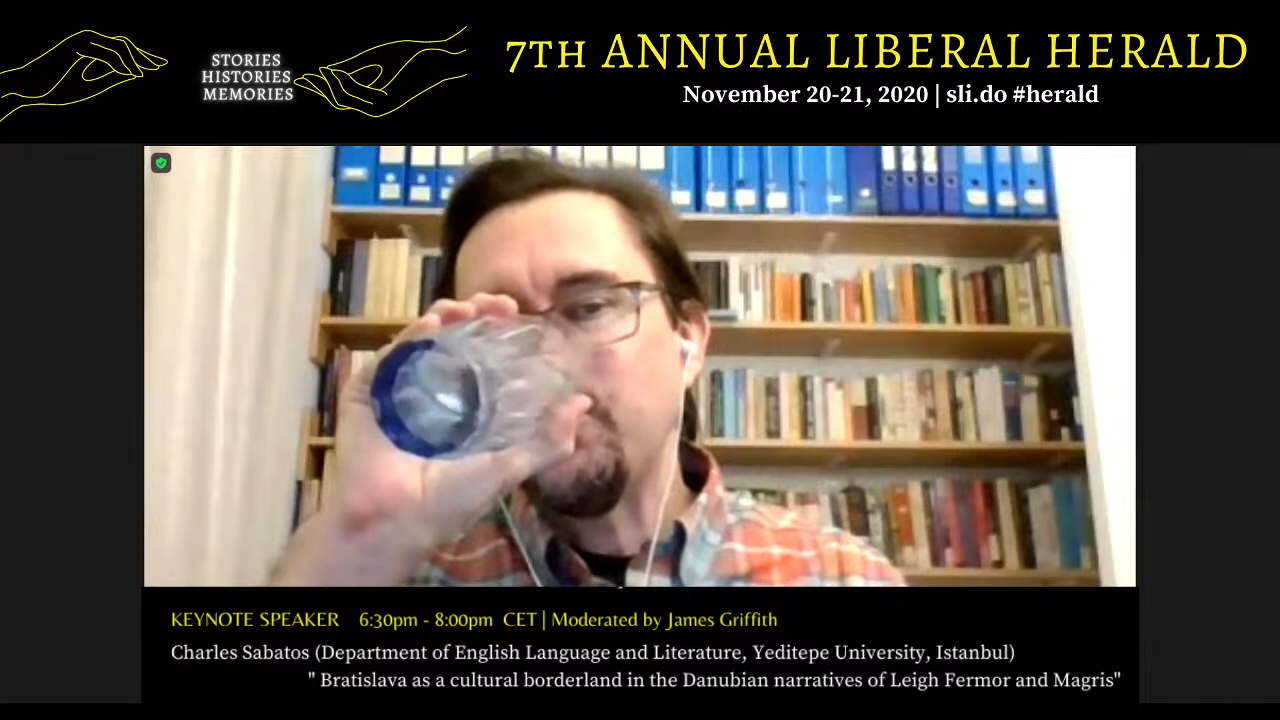 STORIES
HISTORIES
MEMORIES
7TH ANNUAL LIBERAL HERALD
November 20-21, 2020 | sli.do #herald
KEYNOTE SPEAKER 6:30pm - 8:00pm CET | Moderated by James Griffith
Charles Sabatos (Department of English Language and Literature, Yeditepe University, Istanbul)
" Bratislava as a cultural borderland in the Danubian narratives of Leigh Fermor and Magris"